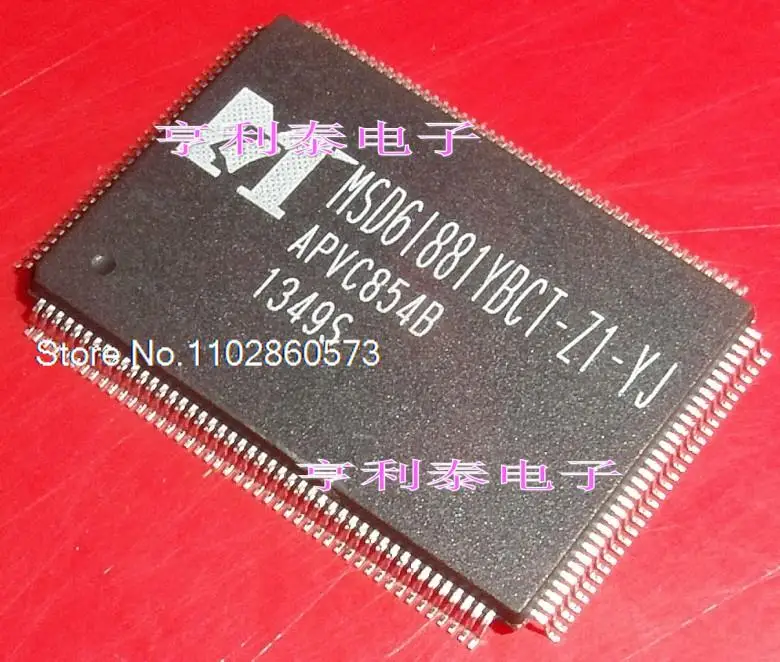 亨利泰电子
M
MSD6I881YBCT-Z1-YJ
APVC854B
1349S
Store No.1102860573
亨利泰电子